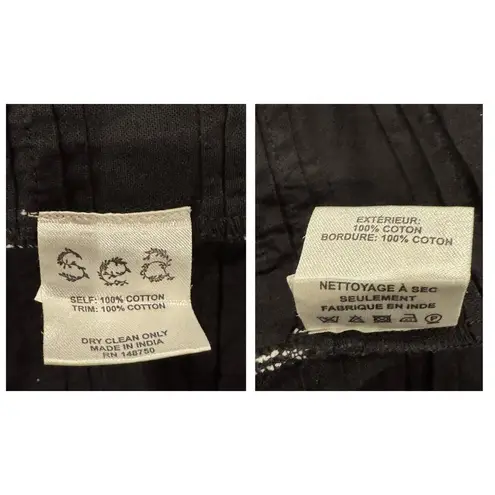 SELF: 100% COTTON
TRIM: 100% COTTON
DRY CLEAN ONLY
MADE IN INDIA
RN 148750
EXTÉRIEUR:
100% COTON
BORDURE: 100% COTON
NETTOYAGE À SEC
SEULEMENT
FABRIQUE EN INDE